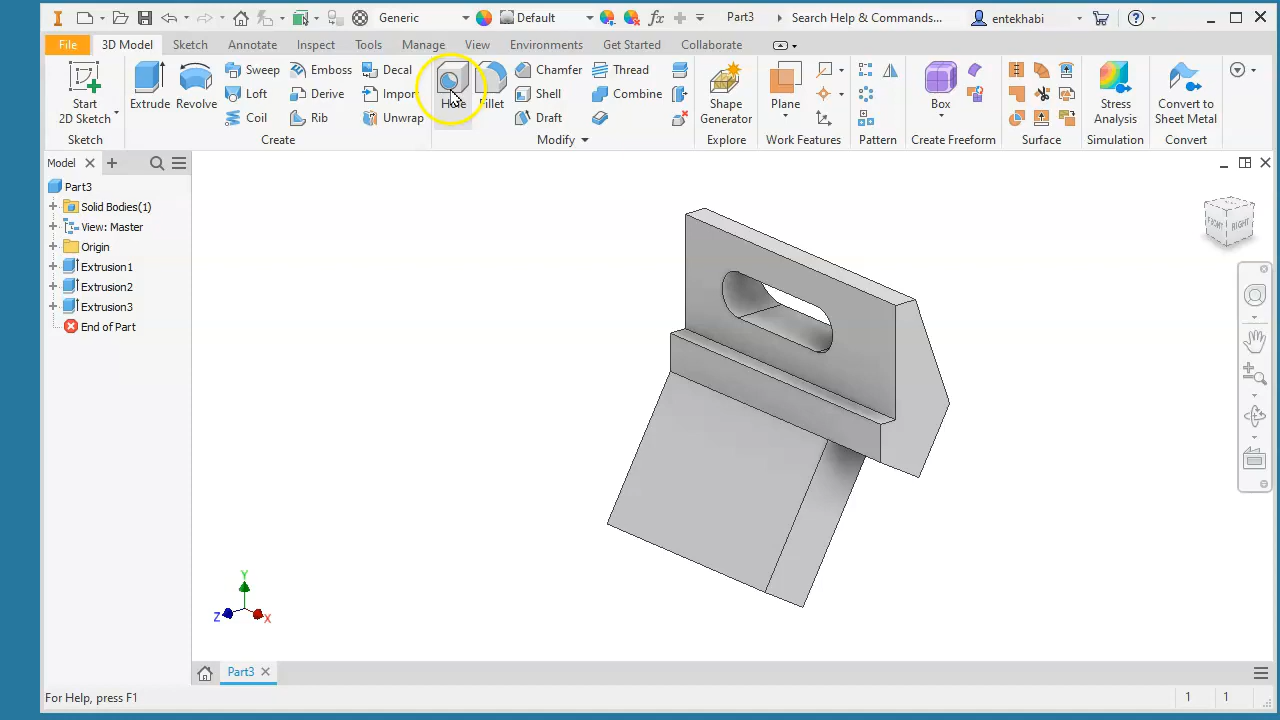 Generic
Default
Part3
Search Help & Commands...
entekhabi
File
3D Model
Sketch
Annotate
Inspect
Tools
Manage
View
Environments
Get Started
Collaborate
Start
2D Sketch
Extrude
Revolve
Sweep
Loft
Coil
Emboss
Derive
Rib
Decal
Import
Unwrap
Hole
Fillet
Chamfer
Shell
Draft
Thread
Combine
Shape
Generator
Plane
Box
Stress
Analysis
Convert to
Sheet Metal
Sketch
Create
Modify
Explore
Work Features
Pattern
Create Freeform
Surface
Simulation
Convert
Model
Part3
Solid Bodies(1)
View: Master
Origin
Extrusion1
Extrusion2
Extrusion3
End of Part
FRONT
RIGHT
Y
Z
X
Part3
For Help, press F1
1
1